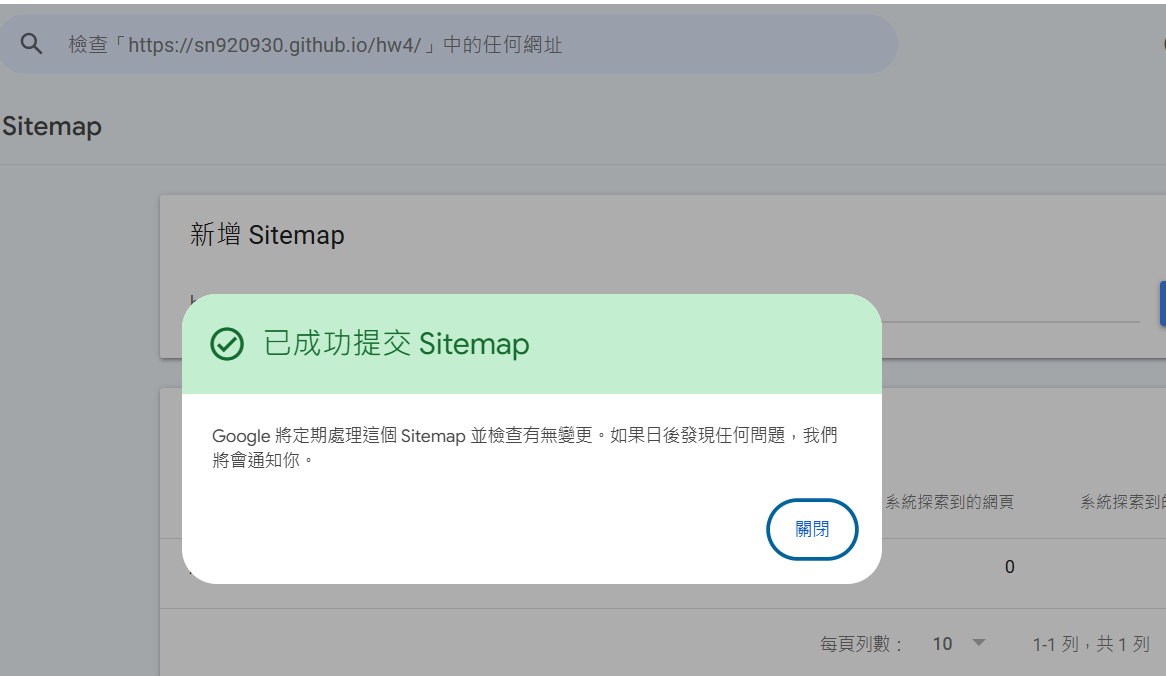 檢查「https://sn920930.github.io/hw4/」中的任何網址
Sitemap
新增 Sitemap
已成功提交 Sitemap
Google 將定期處理這個 Sitemap 並檢查有無變更。如果日後發現任何問題，我們
將會通知你。
關閉
系統探索到的網頁
系統探索到的
0
每頁列數：
10
1-1 列，共 1 列